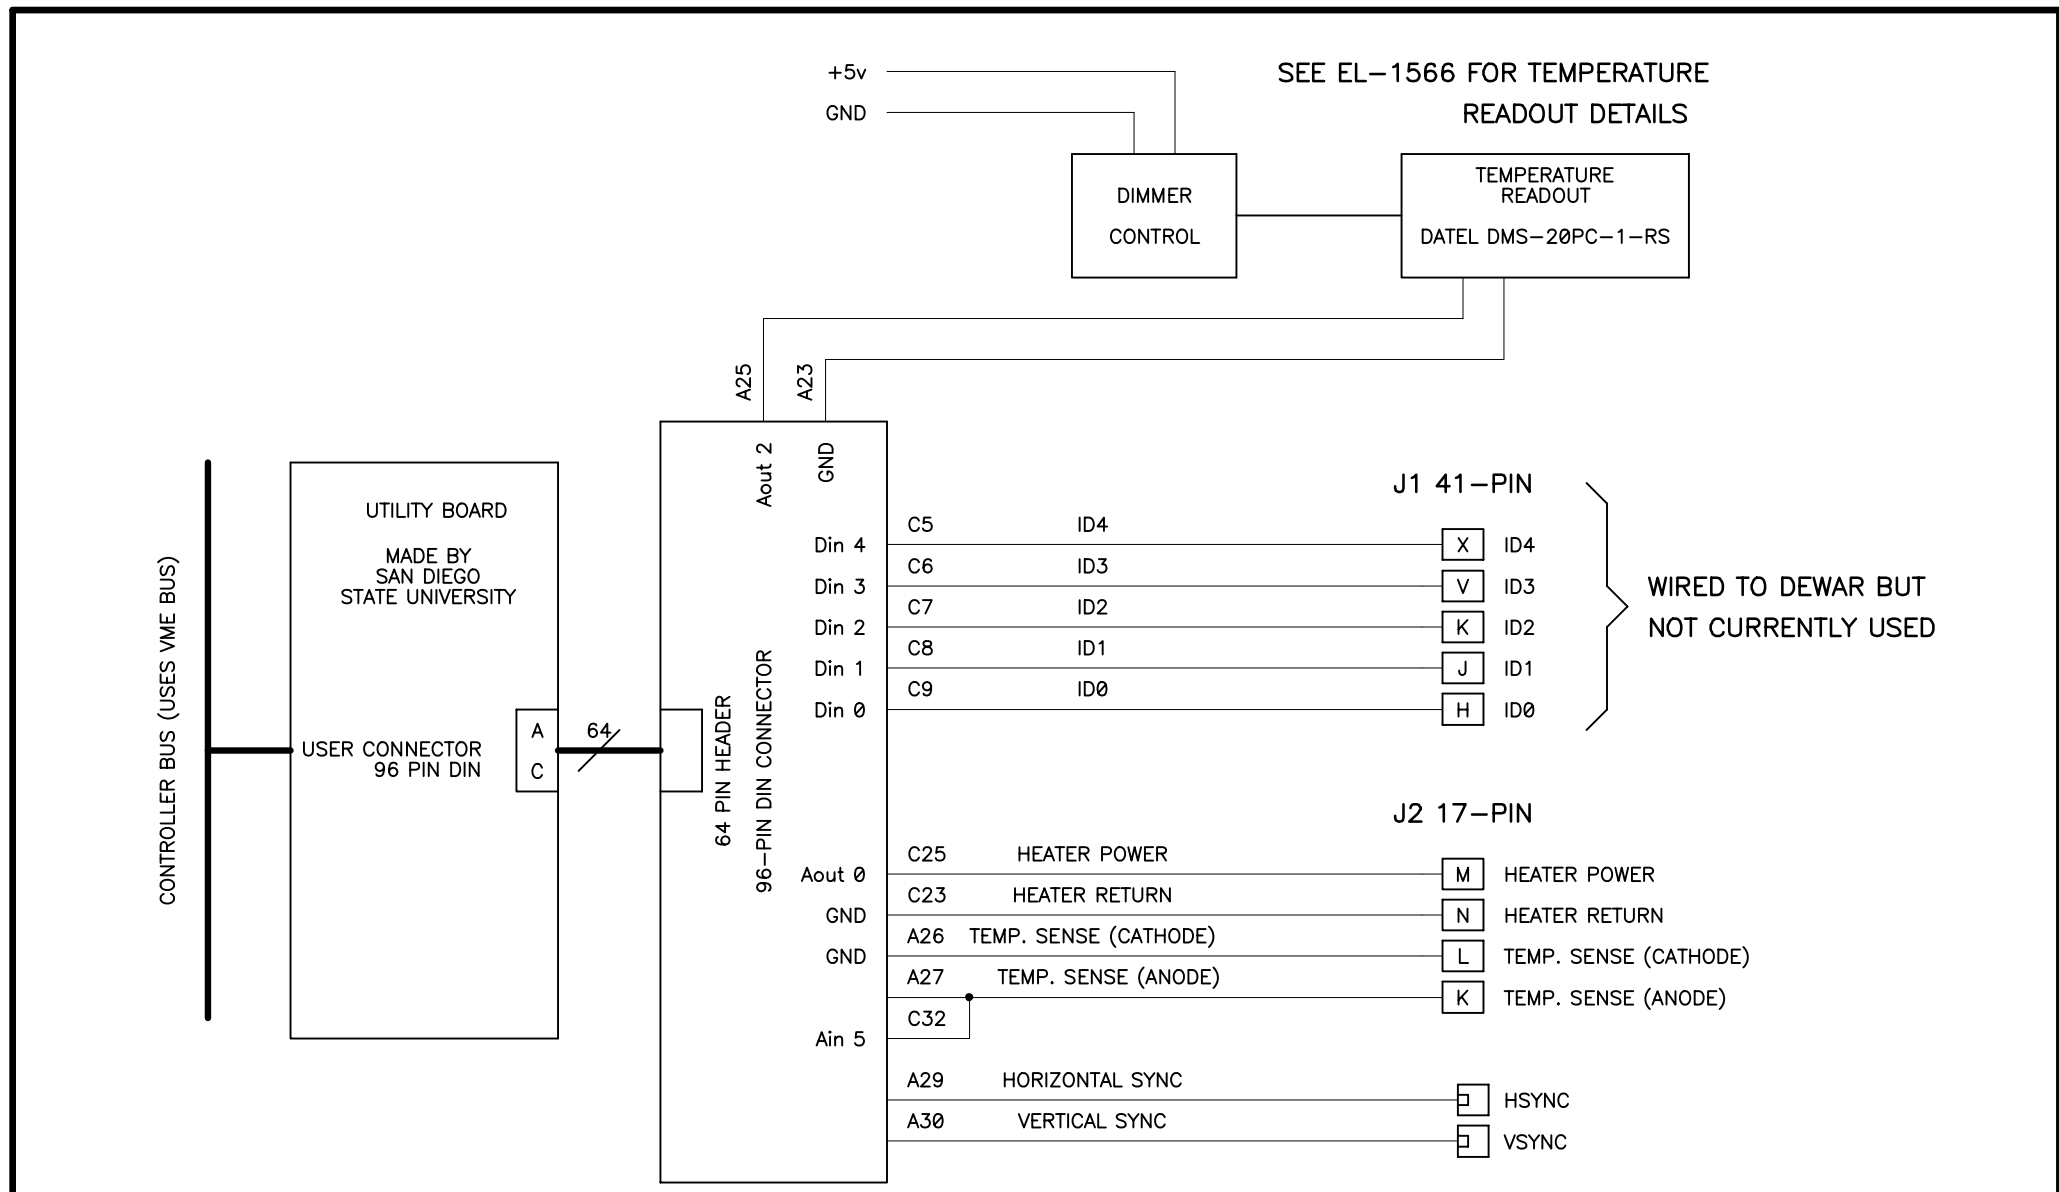 +5v
SEE EL-1566 FOR TEMPERATURE
GND
READOUT DETAILS
DIMMER
CONTROL
TEMPERATURE
READOUT
DATEL DMS-20PC-1-RS
A25
A23
Aout 2
GND
CONTROLLER BUS (USES VME BUS)
UTILITY BOARD
MADE BY
SAN DIEGO
STATE UNIVERSITY
USER CONNECTOR
96 PIN DIN
A
C
64
64 PIN HEADER
96-PIN DIN CONNECTOR
J1 41-PIN
C5 ID4
Din 4 X ID4
C6 ID3
Din 3 V ID3
C7 ID2
Din 2 K ID2
C8 ID1
Din 1 J ID1
C9 ID0
Din 0 H ID0
WIRED TO DEWAR BUT
NOT CURRENTLY USED
J2 17-PIN
C25 HEATER POWER
Aout 0 M HEATER POWER
C23 HEATER RETURN
GND N HEATER RETURN
A26 TEMP. SENSE (CATHODE)
GND L TEMP. SENSE (CATHODE)
A27 TEMP. SENSE (ANODE)
K TEMP. SENSE (ANODE)
C32
Ain 5
A29 HORIZONTAL SYNC
HSYNC
A30 VERTICAL SYNC
VSYNC